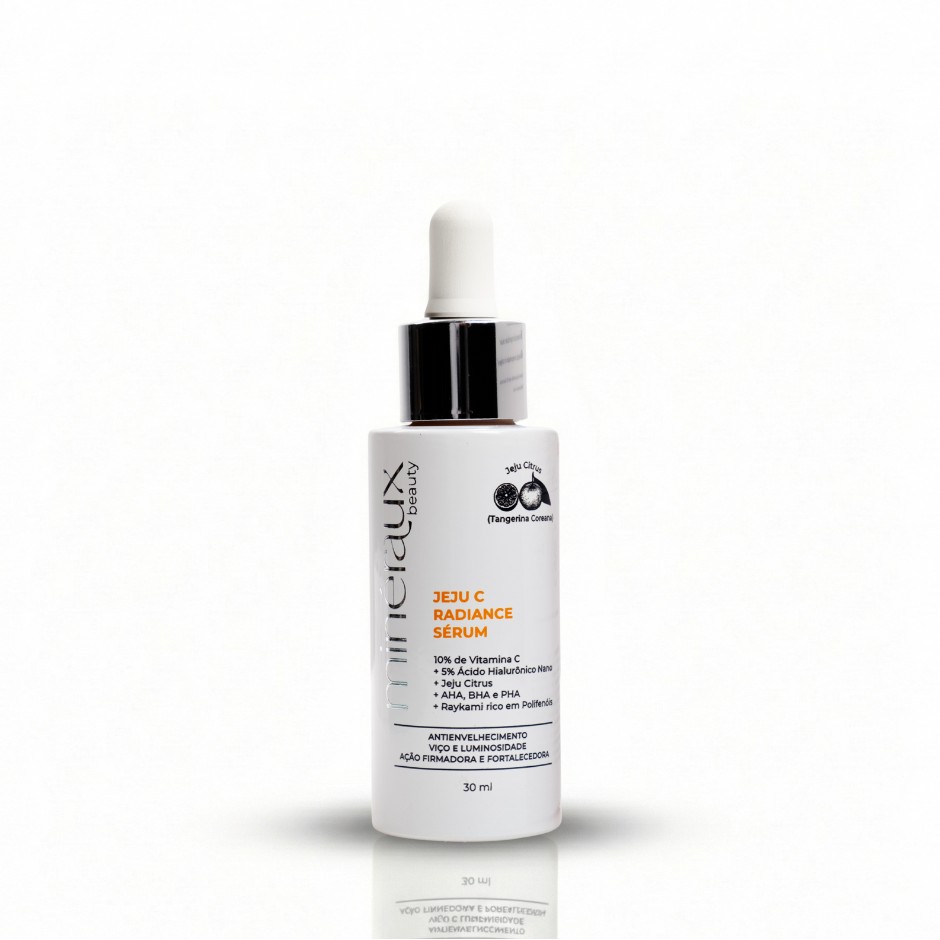 minéraux
beauty
Jeju Citrus
(Tangerina Coreana)
JEJU C
RADIANCE
SÉRUM
10% de Vitamina C
+ 5% Ácido Hialurônico Nano
+ Jeju Citrus
+ AHA, BHA e PHA
+ Raykami rico em Polifenóis
ANTIENVELHECIMENTO
VIÇO E LUMINOSIDADE
AÇÃO FIRMADORA E FORTALECEDORA
30 ml